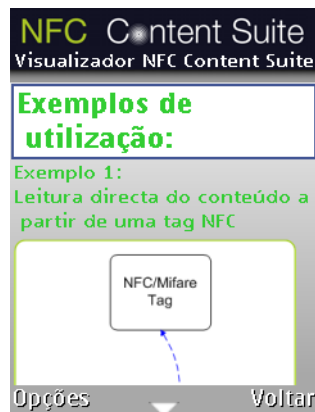 NFC Content Suite
Visualizador NFC Content Suite
Exemplos de
utilização:
Exemplo 1:
Leitura directa do conteúdo a
partir de uma tag NFC
NFC/Mifare
Tag
Opções Voltar